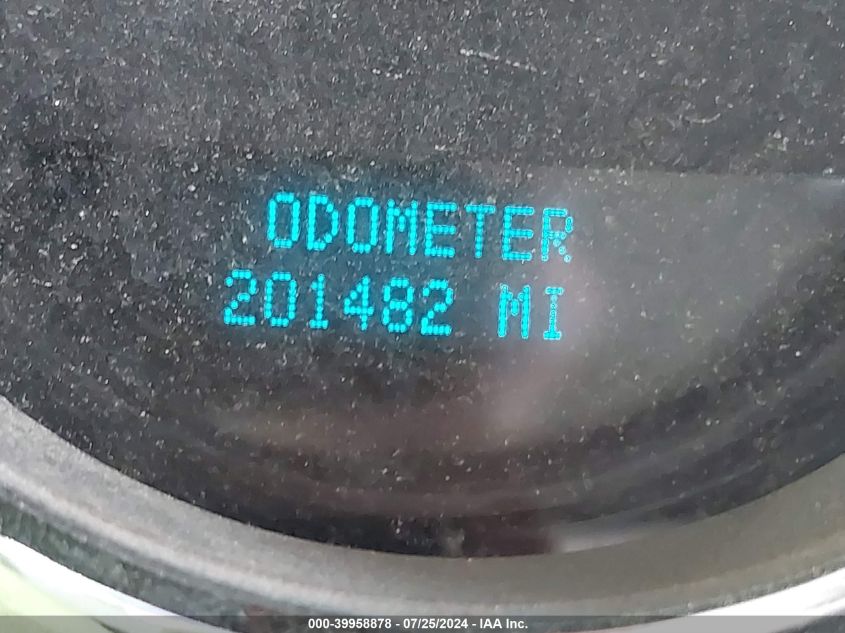 ODOMETER
201482 MI
000-39958878 - 07/25/2024 - IAA Inc.